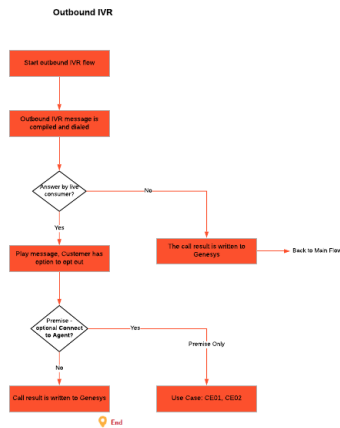 Outbound IVR
Start outbound IVR flow
Outbound IVR message is
compiled and dialed
Answer by live
consumer?
No
Yes
The call result is written to
Genesys
Back to Main Flow
Play message, Customer has
option to opt out
Premise -
optional Connect
to Agent?
Yes
Premise Only
No
Call result is written to Genesys
Use Case: CE01, CE02
End